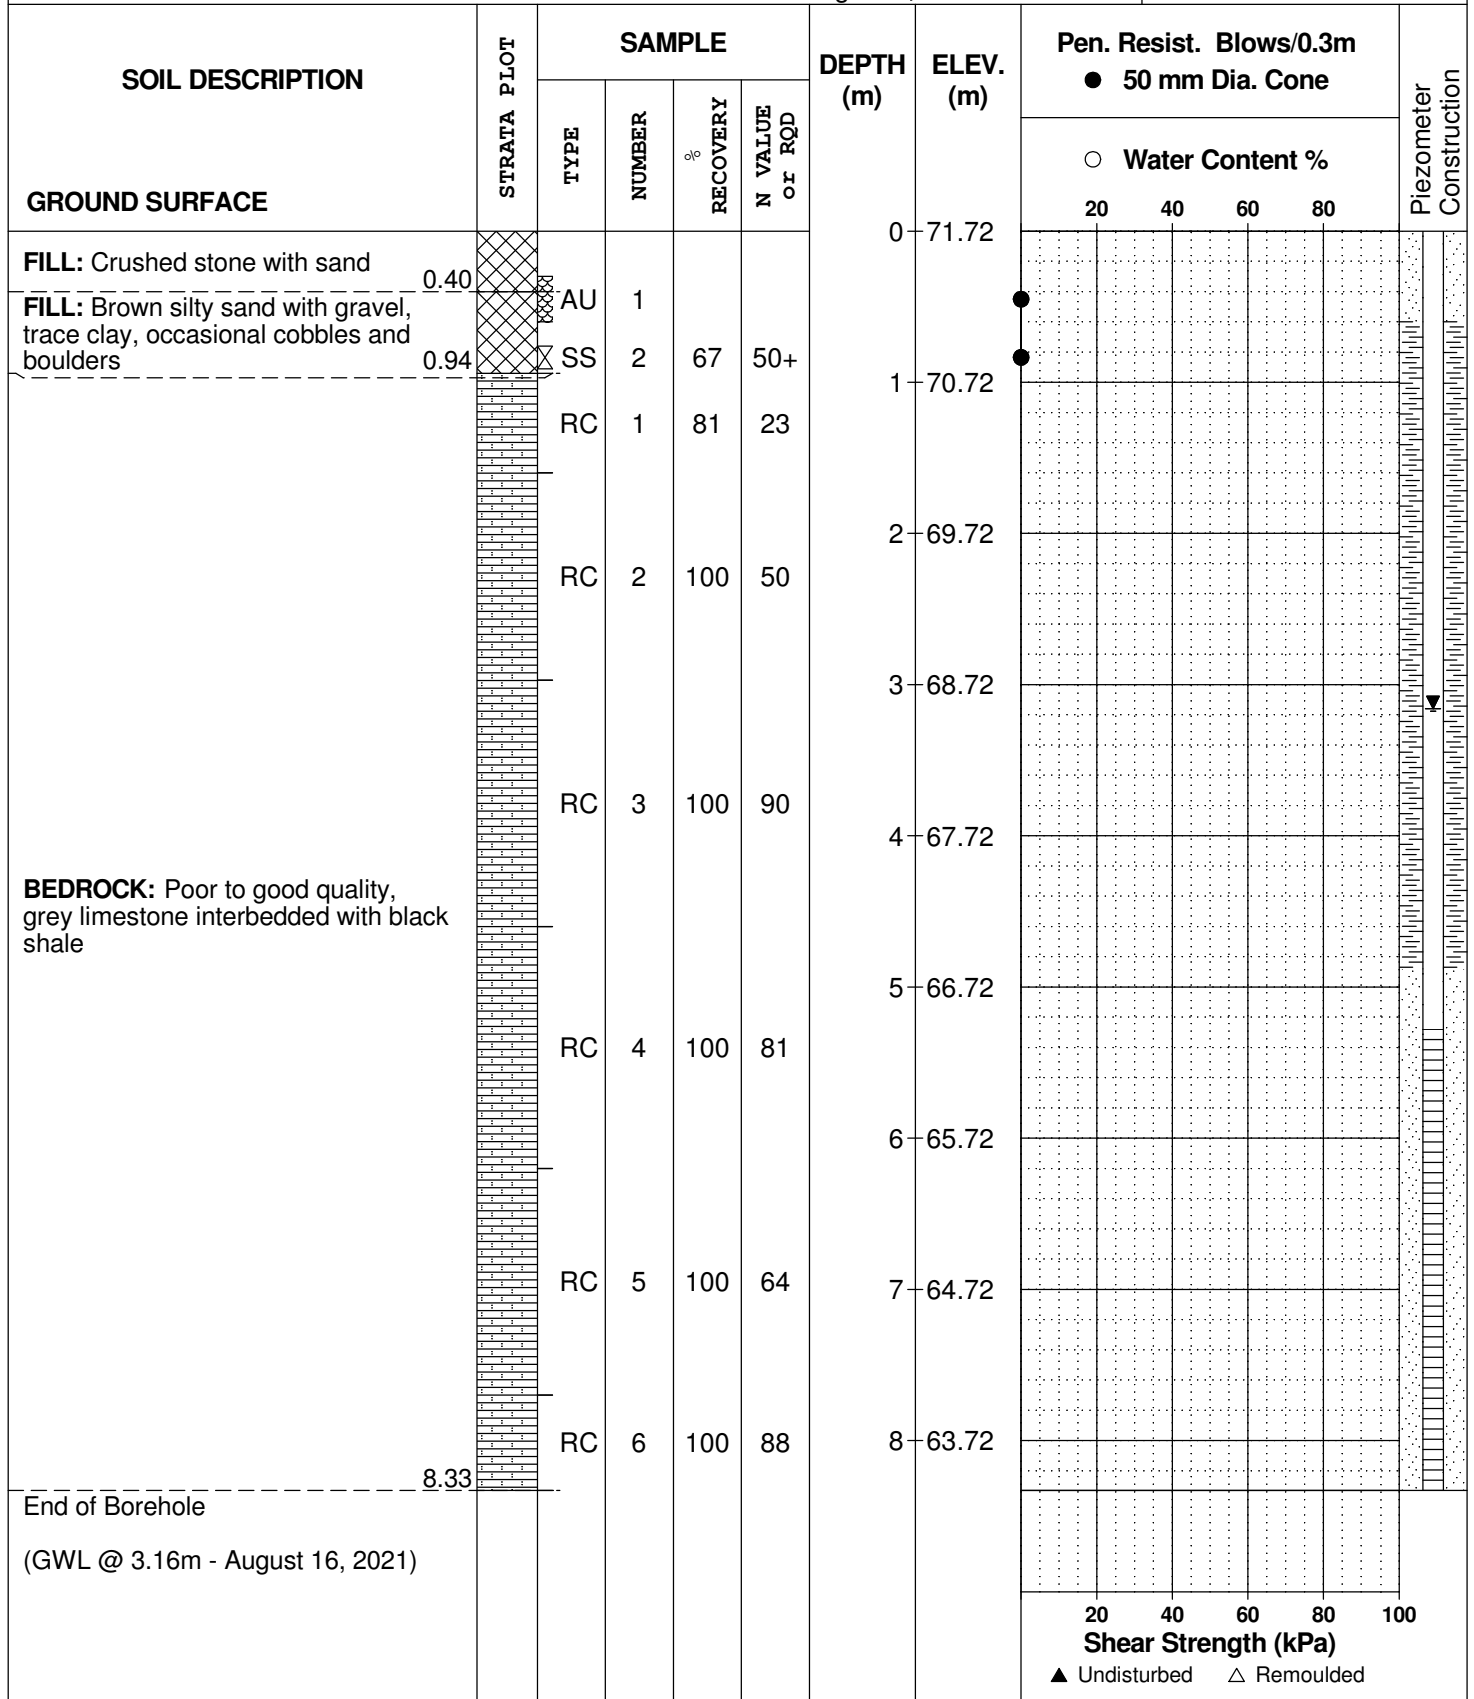 SOIL DESCRIPTION
GROUND SURFACE
STRATA PLOT
SAMPLE
TYPE
NUMBER
% RECOVERY
N VALUE or RQD
DEPTH (m)
ELEV. (m)
Pen. Resist. Blows/0.3m
● 50 mm Dia. Cone
○ Water Content %
20 40 60 80
Piezometer Construction
0 71.72
FILL: Crushed stone with sand
0.40
AU 1
FILL: Brown silty sand with gravel,
trace clay, occasional cobbles and
boulders 0.94
SS 2 67 50+
1 70.72
RC 1 81 23
2 69.72
RC 2 100 50
3 68.72
RC 3 100 90
4 67.72
BEDROCK: Poor to good quality,
grey limestone interbedded with black
shale
5 66.72
RC 4 100 81
6 65.72
RC 5 100 64
7 64.72
RC 6 100 88
8 63.72
8.33
End of Borehole
(GWL @ 3.16m - August 16, 2021)
20 40 60 80 100
Shear Strength (kPa)
▲ Undisturbed △ Remoulded